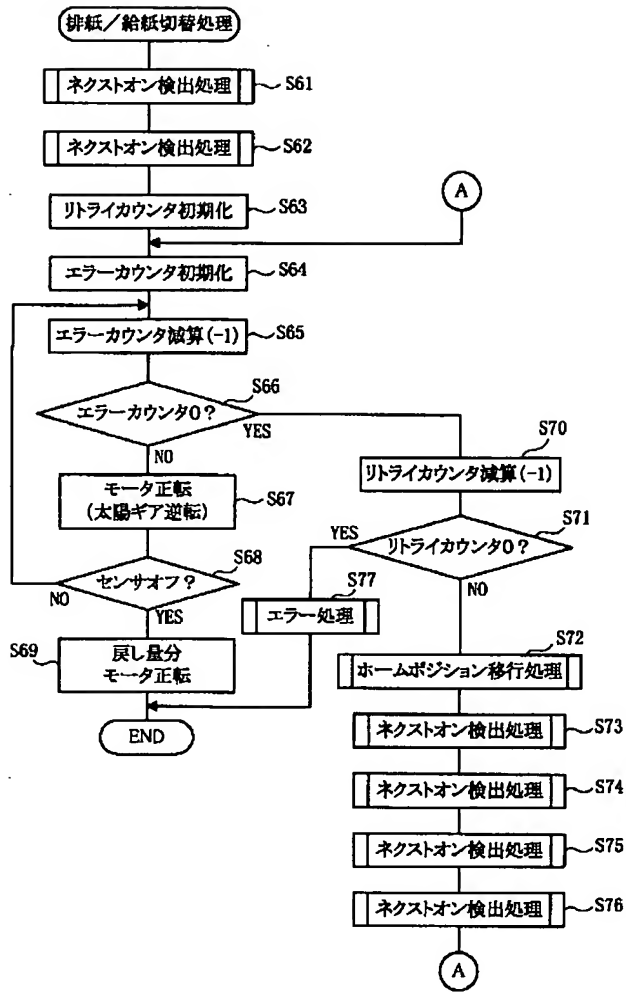 排紙／給紙切替処理
ネクストオン検出処理
S61
ネクストオン検出処理
S62
リトライカウンタ初期化
S63
A
エラーカウンタ初期化
S64
エラーカウンタ減算(-1)
S65
エラーカウンタ0?
S66
YES
NO
モータ正転
(太陽ギア逆転)
S67
センサオフ?
S68
NO
YES
戻し量分
モータ正転
S69
END
リトライカウンタ減算(-1)
S70
リトライカウンタ0?
S71
YES
NO
エラー処理
S77
ホームポジション移行処理
S72
ネクストオン検出処理
S73
ネクストオン検出処理
S74
ネクストオン検出処理
S75
ネクストオン検出処理
S76
A